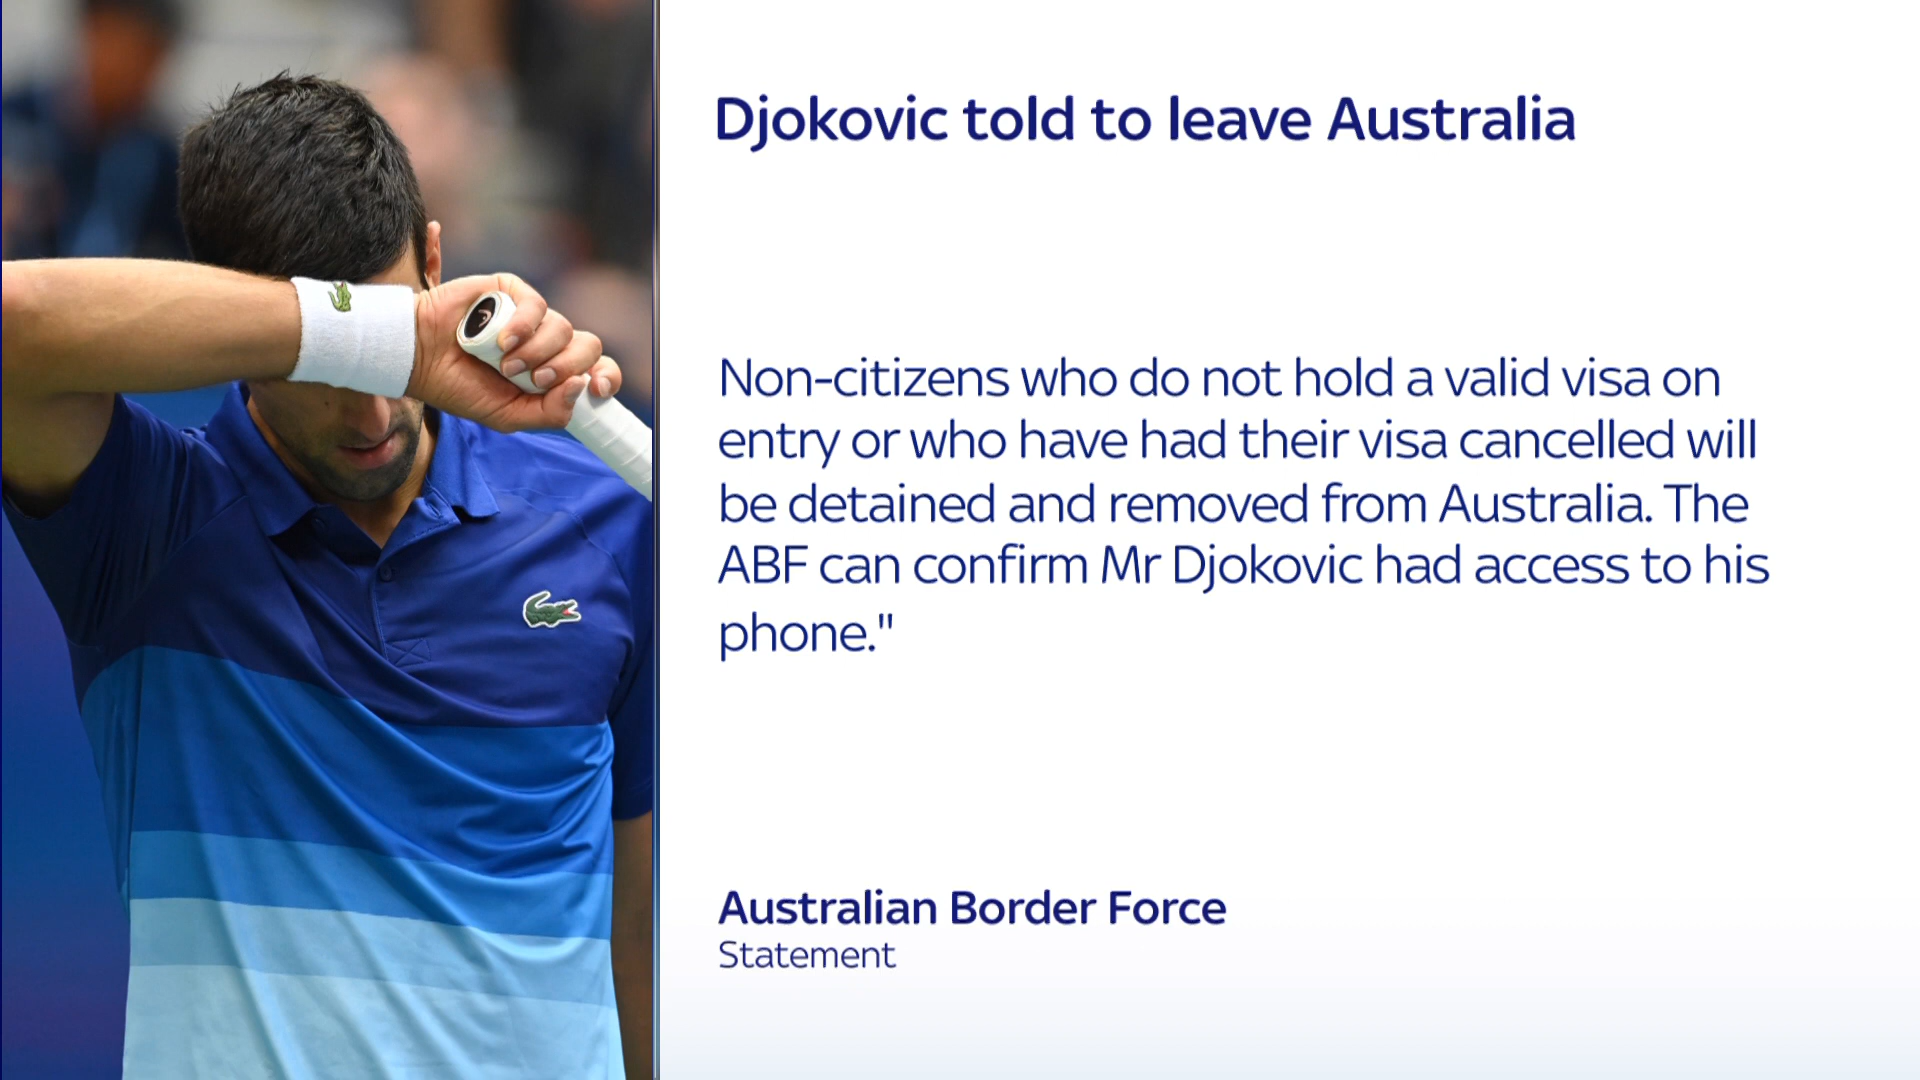 Djokovic told to leave Australia
Non-citizens who do not hold a valid visa on
entry or who have had their visa cancelled will
be detained and removed from Australia. The
ABF can confirm Mr Djokovic had access to his
phone."
Australian Border Force
Statement